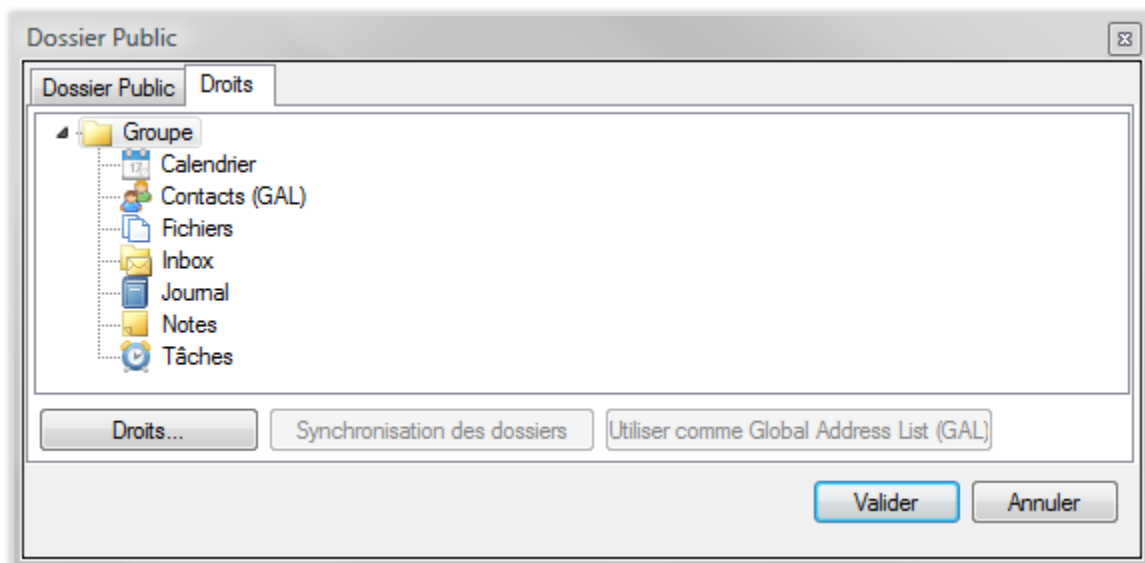 Dossier Public
Dossier Public Droits
Groupe
17
Calendrier
Contacts (GAL)
Fichiers
Inbox
Journal
Notes
Tâches
Droits... Synchronisation des dossiers Utiliser comme Global Address List (GAL)
Valider Annuler